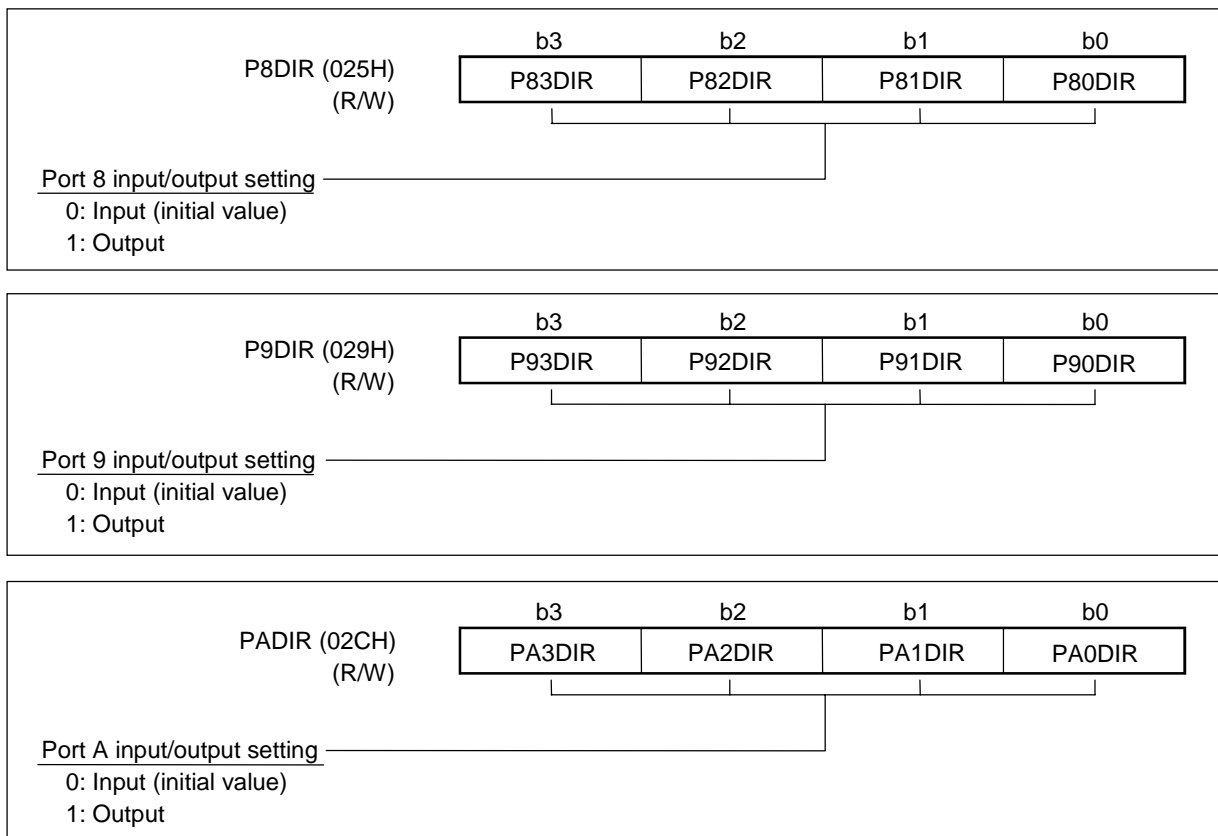 b3 b2 b1 b0
P8DIR (025H) P83DIR P82DIR P81DIR P80DIR
(R/W)
Port 8 input/output setting
0: Input (initial value)
1: Output
b3 b2 b1 b0
P9DIR (029H) P93DIR P92DIR P91DIR P90DIR
(R/W)
Port 9 input/output setting
0: Input (initial value)
1: Output
b3 b2 b1 b0
PADIR (02CH) PA3DIR PA2DIR PA1DIR PA0DIR
(R/W)
Port A input/output setting
0: Input (initial value)
1: Output